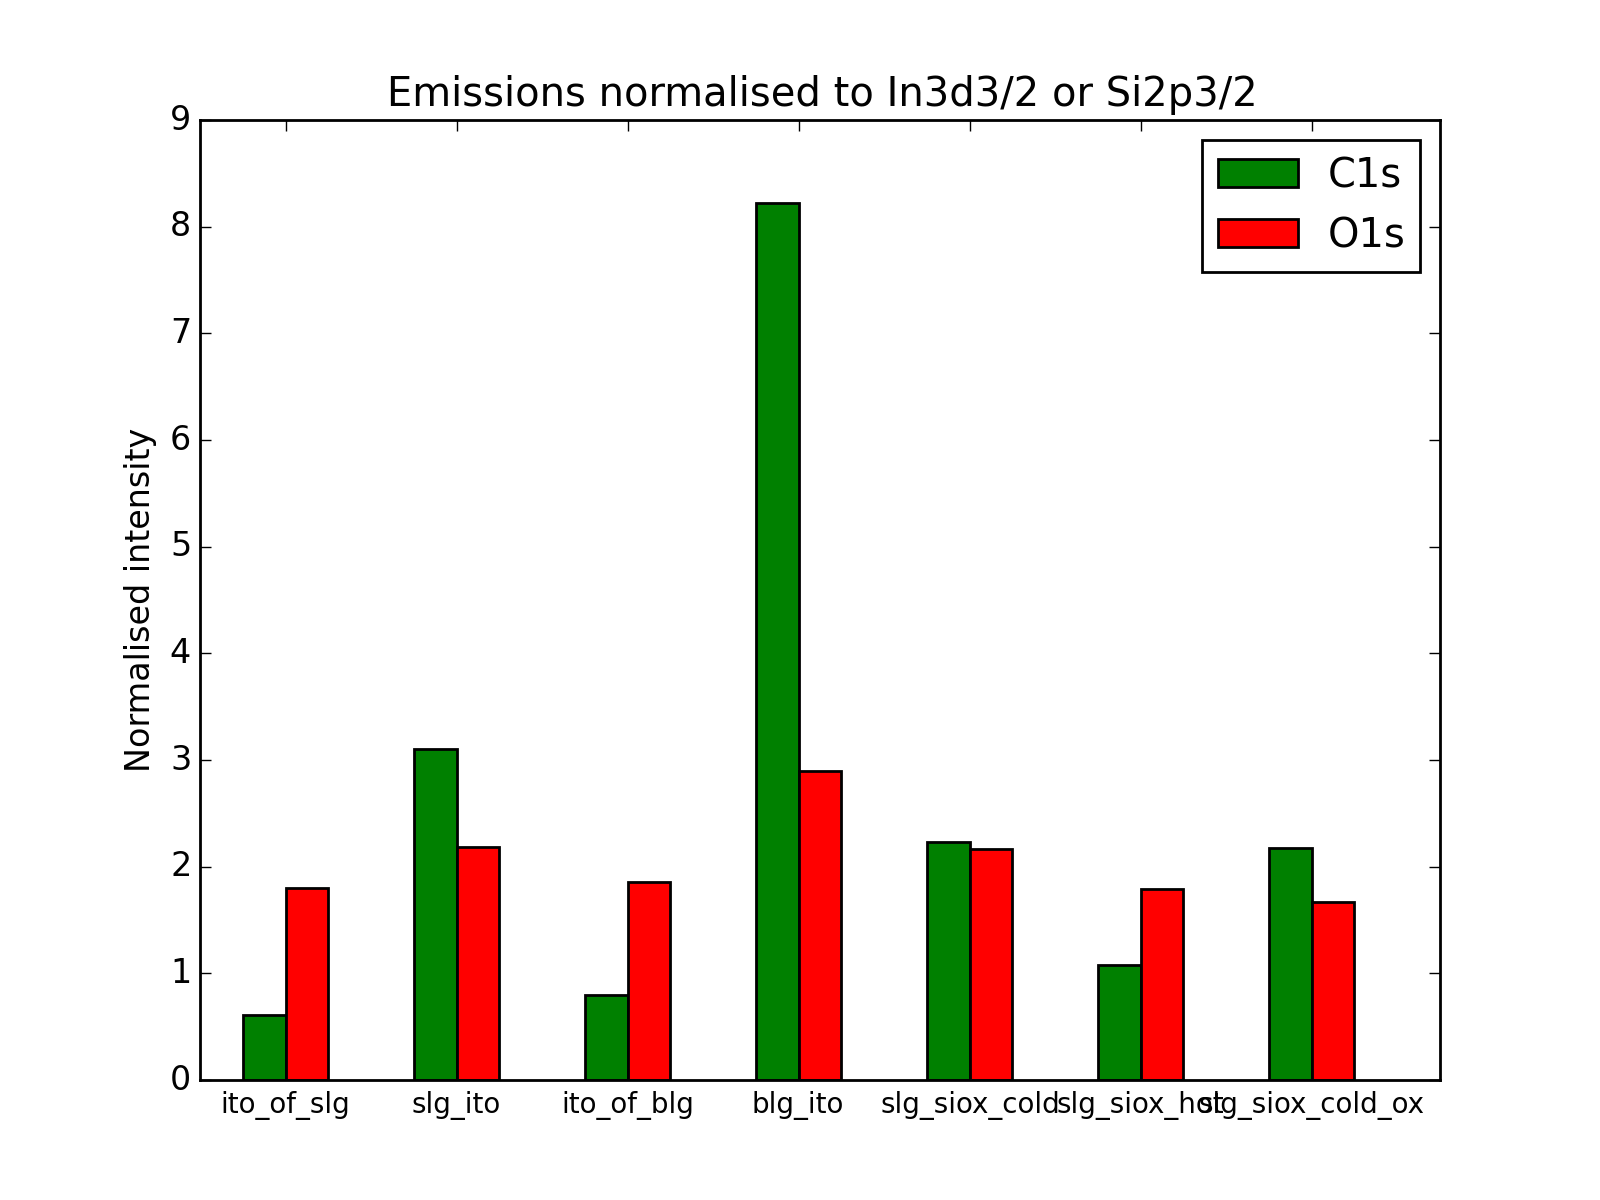 Emissions normalised to In3d3/2 or Si2p3/2
9
8
7
6
5
4
3
2
1
0
Normalised intensity
C1s
O1s
ito_of_slg slg_ito ito_of_blg blg_ito slg_siox_cold slg_siox_hot slg_siox_cold_ox